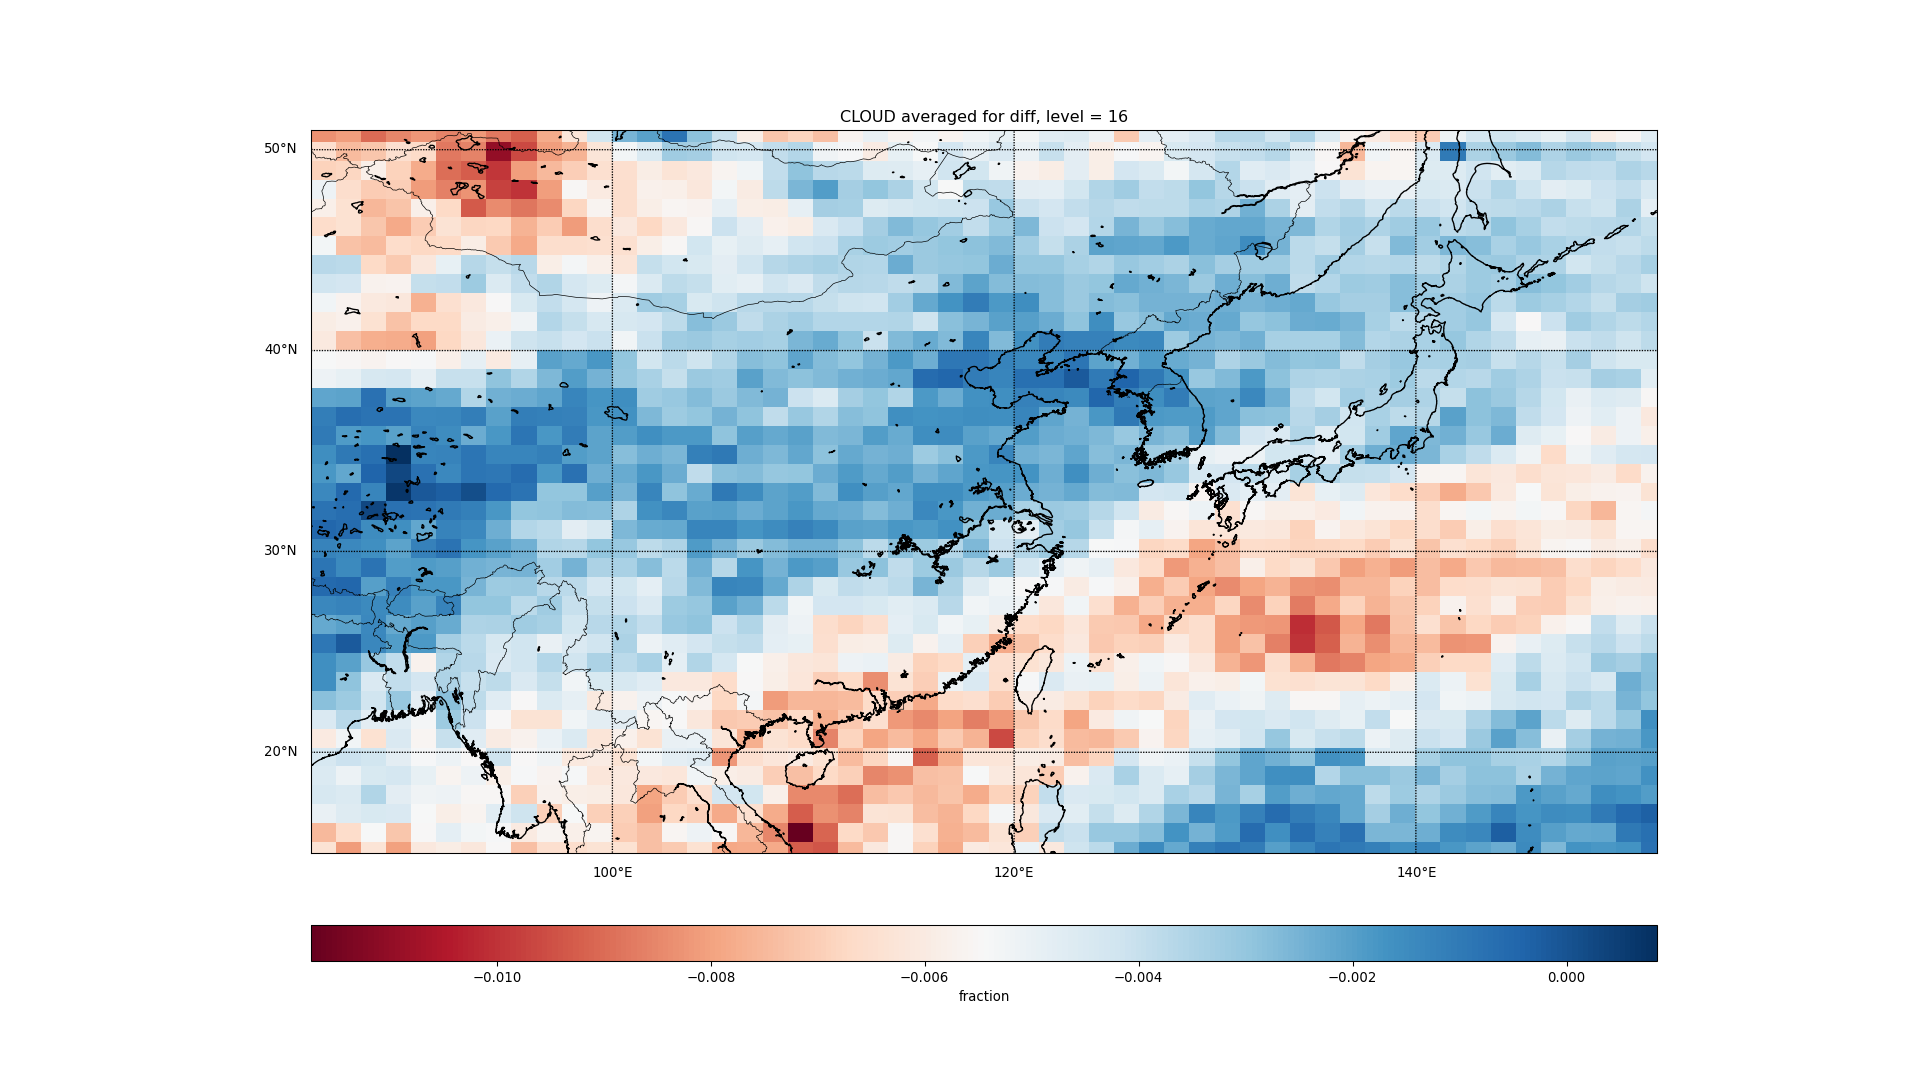 CLOUD averaged for diff, level = 16
50°N
40°N
30°N
20°N
100°E 120°E 140°E
−0.010 −0.008 −0.006 −0.004 −0.002 0.000
fraction